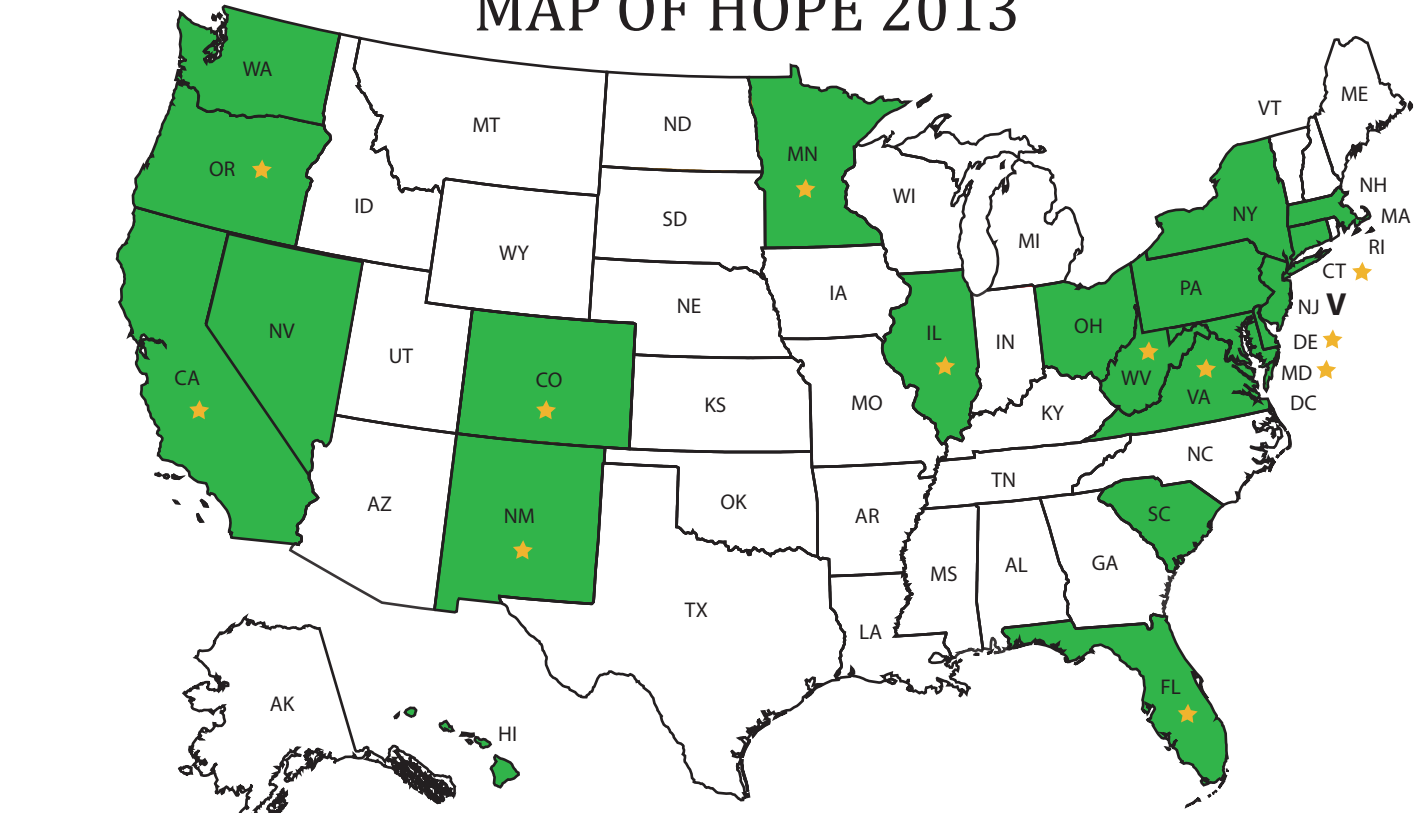 MAP OF HOPE 2013
WA
MT
ND
MN
VT
ME
OR
ID
SD
WI
MI
NY
NH
MA
RI
CT
WY
NE
IA
PA
NJ V
NV
UT
CO
IL
IN
OH
DE
CA
KS
MO
KY
WV
VA
MD
DC
AZ
NM
OK
AR
TN
NC
SC
TX
LA
MS
AL
GA
FL
AK
HI